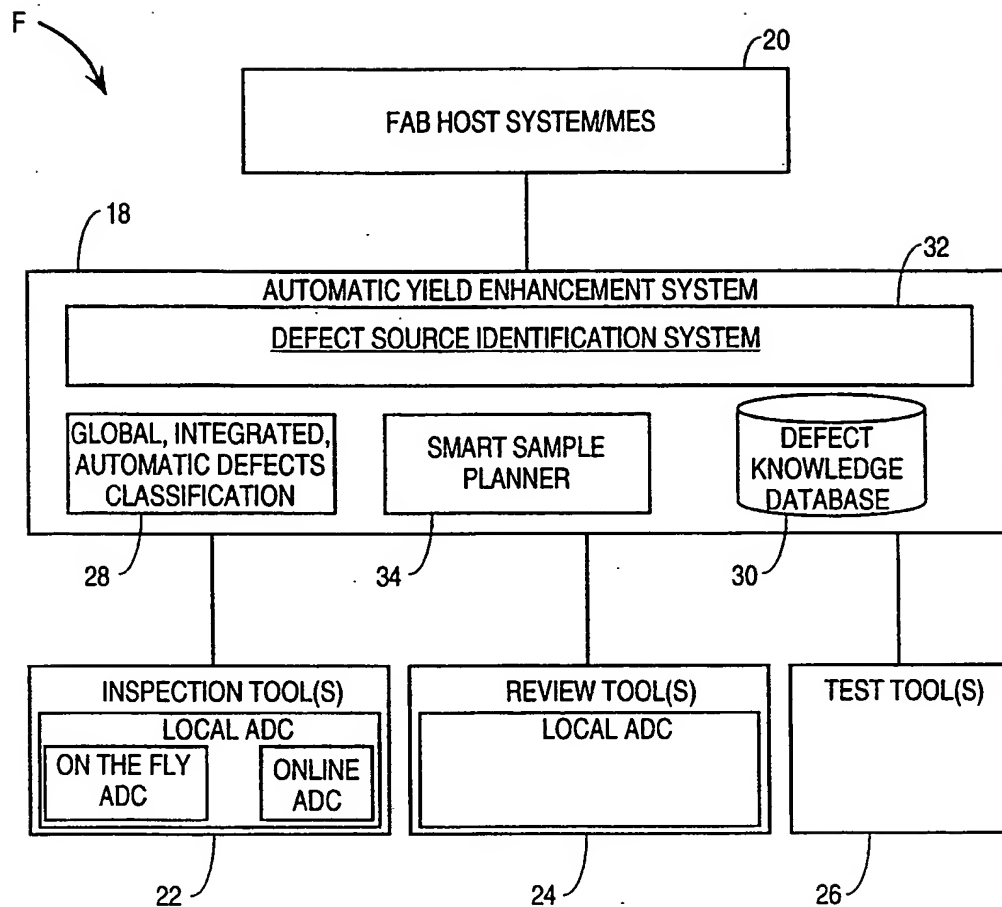 F
20
FAB HOST SYSTEM/MES
18
32
AUTOMATIC YIELD ENHANCEMENT SYSTEM
DEFECT SOURCE IDENTIFICATION SYSTEM
GLOBAL, INTEGRATED,
AUTOMATIC DEFECTS
CLASSIFICATION
SMART SAMPLE
PLANNER
DEFECT
KNOWLEDGE
DATABASE
28
34
30
INSPECTION TOOL(S)
LOCAL ADC
ON THE FLY
ADC
ONLINE
ADC
REVIEW TOOL(S)
LOCAL ADC
TEST TOOL(S)
22
24
26